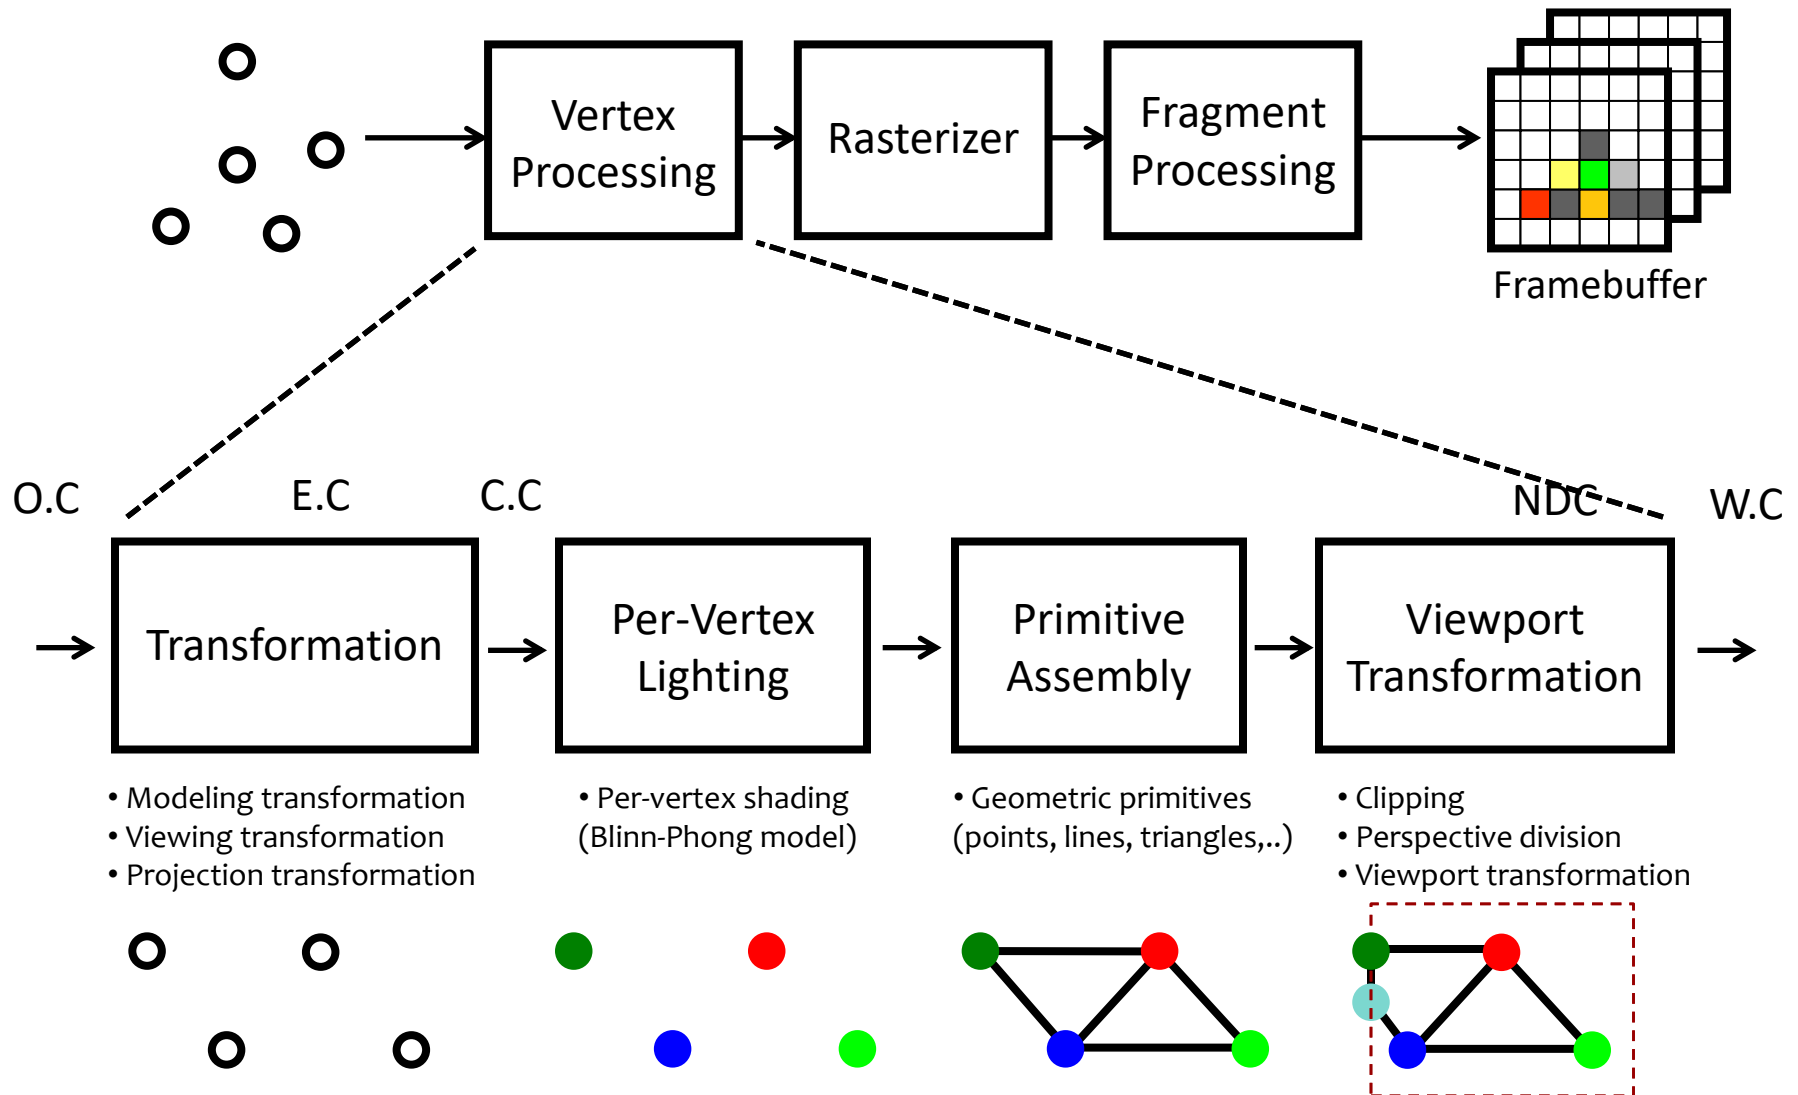 Vertex
Processing
Rasterizer
Fragment
Processing
Framebuffer
O.C
E.C
C.C
NDC
W.C
Transformation
Per-Vertex
Lighting
Primitive
Assembly
Viewport
Transformation
• Modeling transformation
• Viewing transformation
• Projection transformation
• Per-vertex shading
(Blinn-Phong model)
• Geometric primitives
(points, lines, triangles,..)
• Clipping
• Perspective division
• Viewport transformation